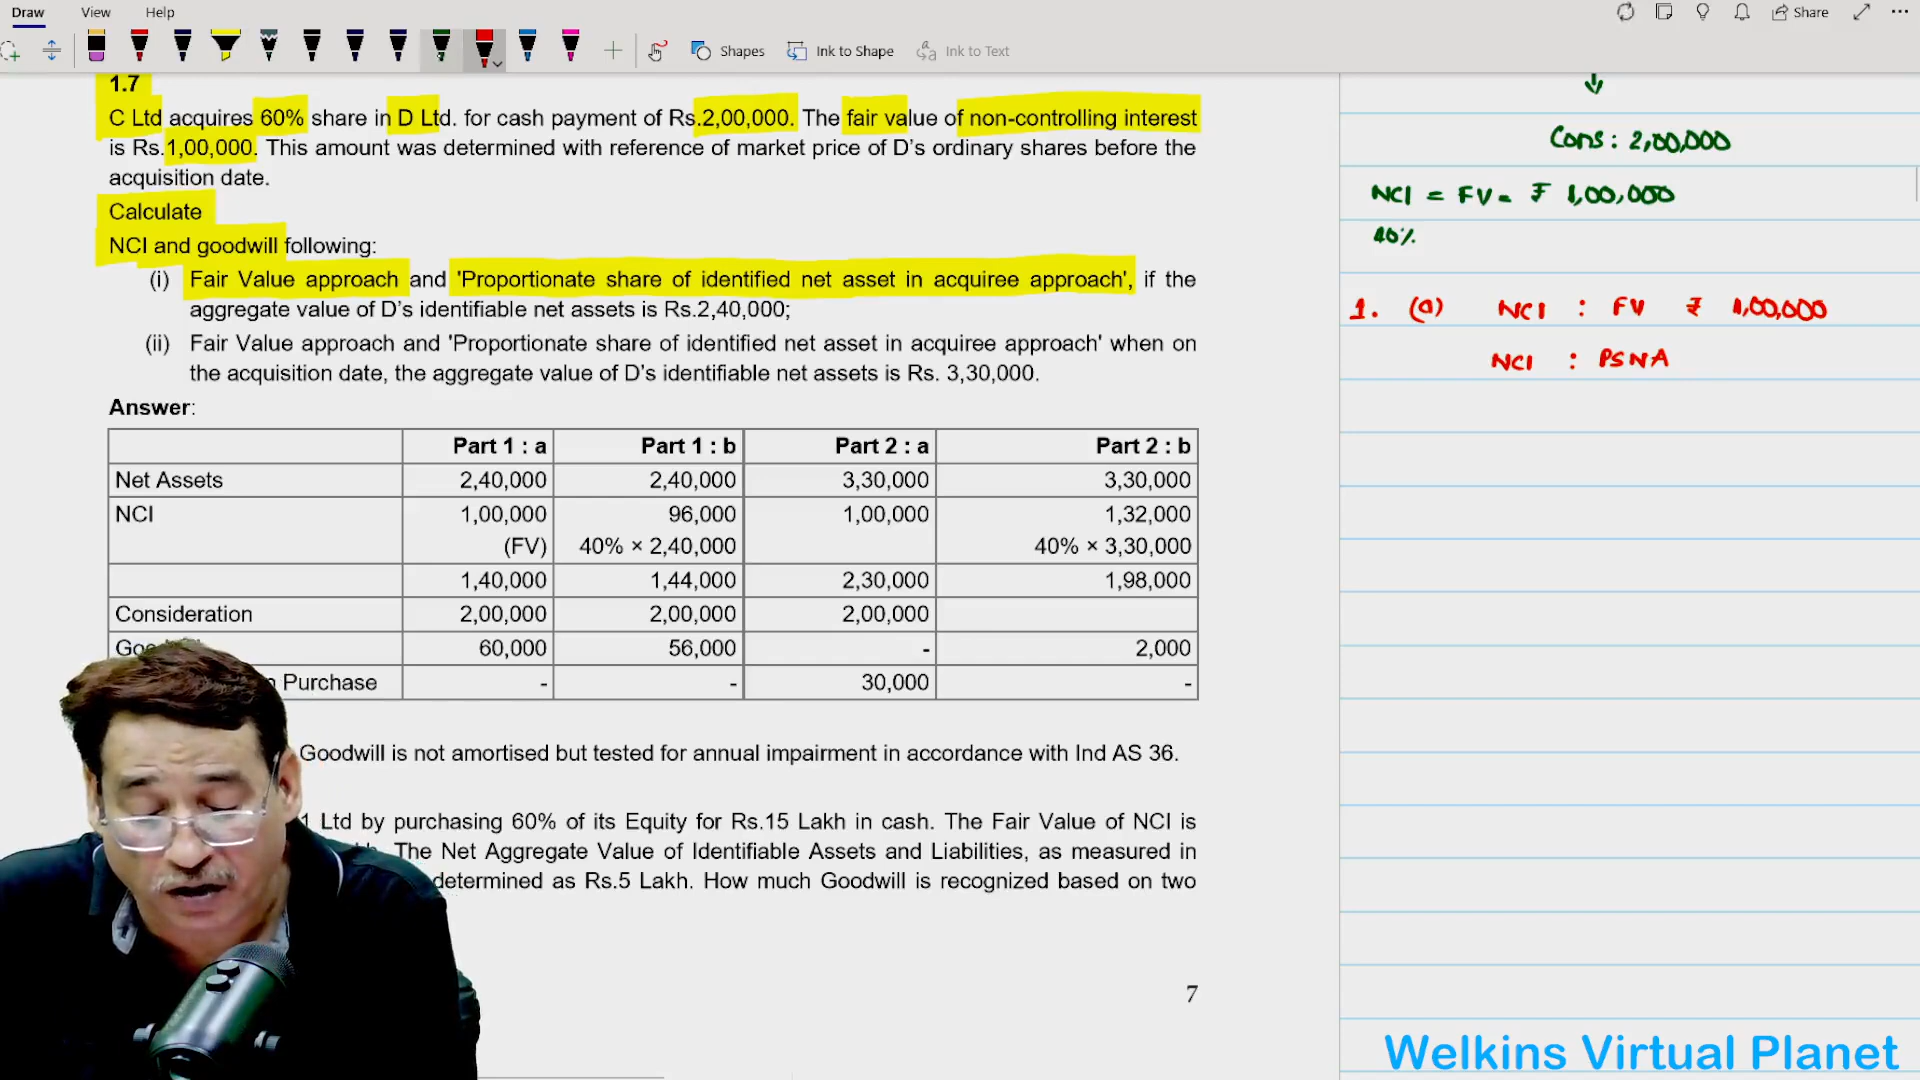 Draw View Help
Share
Shapes Ink to Shape Ink to Text
1.7
C Ltd acquires 60% share in D Ltd. for cash payment of Rs.2,00,000. The fair value of non-controlling interest
is Rs.1,00,000. This amount was determined with reference of market price of D's ordinary shares before the
acquisition date.
Calculate
NCI and goodwill following:
(i) Fair Value approach and 'Proportionate share of identified net asset in acquiree approach', if the
aggregate value of D's identifiable net assets is Rs.2,40,000;
(ii) Fair Value approach and 'Proportionate share of identified net asset in acquiree approach' when on
the acquisition date, the aggregate value of D's identifiable net assets is Rs. 3,30,000.
Answer:
Part 1 : a Part 1 : b Part 2 : a Part 2 : b
Net Assets 2,40,000 2,40,000 3,30,000 3,30,000
NCI 1,00,000 96,000 1,00,000 1,32,000
(FV) 40% × 2,40,000 40% × 3,30,000
1,40,000 1,44,000 2,30,000 1,98,000
Consideration 2,00,000 2,00,000 2,00,000
60,000 56,000 - 2,000
Purchase - - 30,000 -
Goodwill is not amortised but tested for annual impairment in accordance with Ind AS 36.
Ltd by purchasing 60% of its Equity for Rs.15 Lakh in cash. The Fair Value of NCI is
The Net Aggregate Value of Identifiable Assets and Liabilities, as measured in
determined as Rs.5 Lakh. How much Goodwill is recognized based on two
7
Cons : 2,00,000
NCI = FV = ₹ 1,00,000
40%
1. (a) NCI : FV ₹ 1,00,000
NCI : PSNA
Welkins Virtual Planet